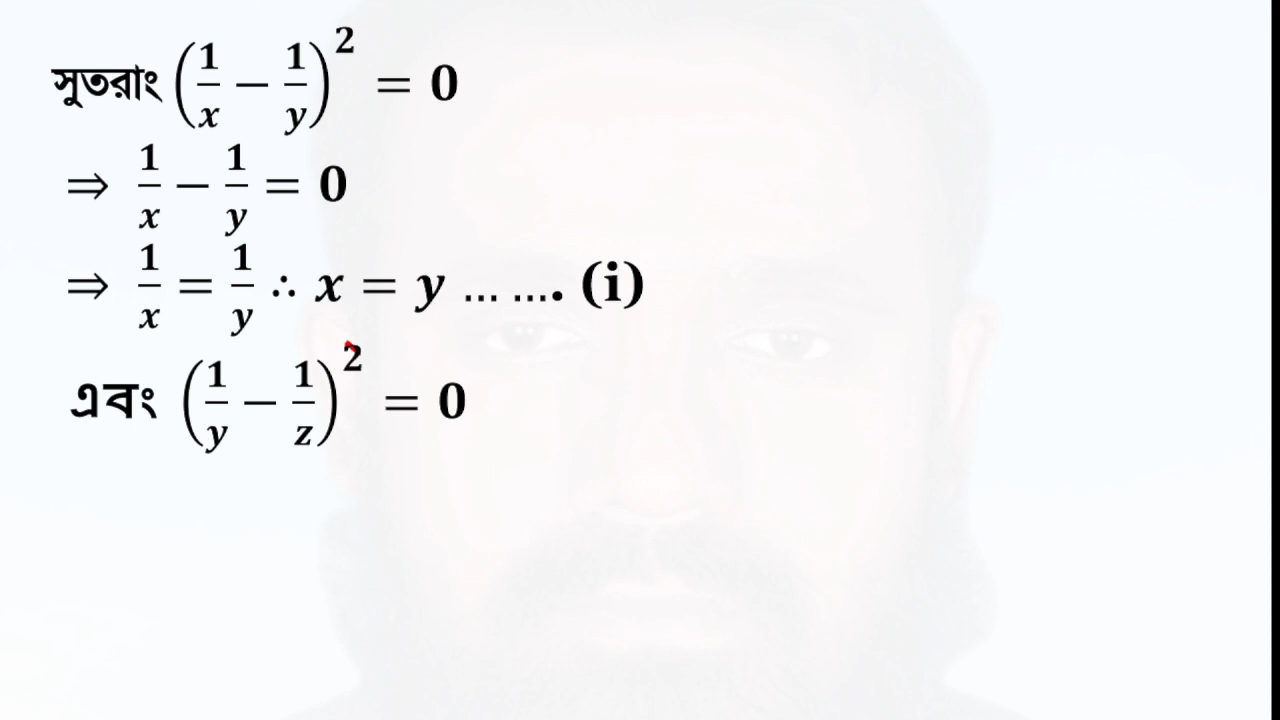 সুতরাং (1/x − 1/y)² = 0
⇒ 1/x − 1/y = 0
⇒ 1/x = 1/y ∴ x = y ... .... (i)
এবং (1/y − 1/z)² = 0